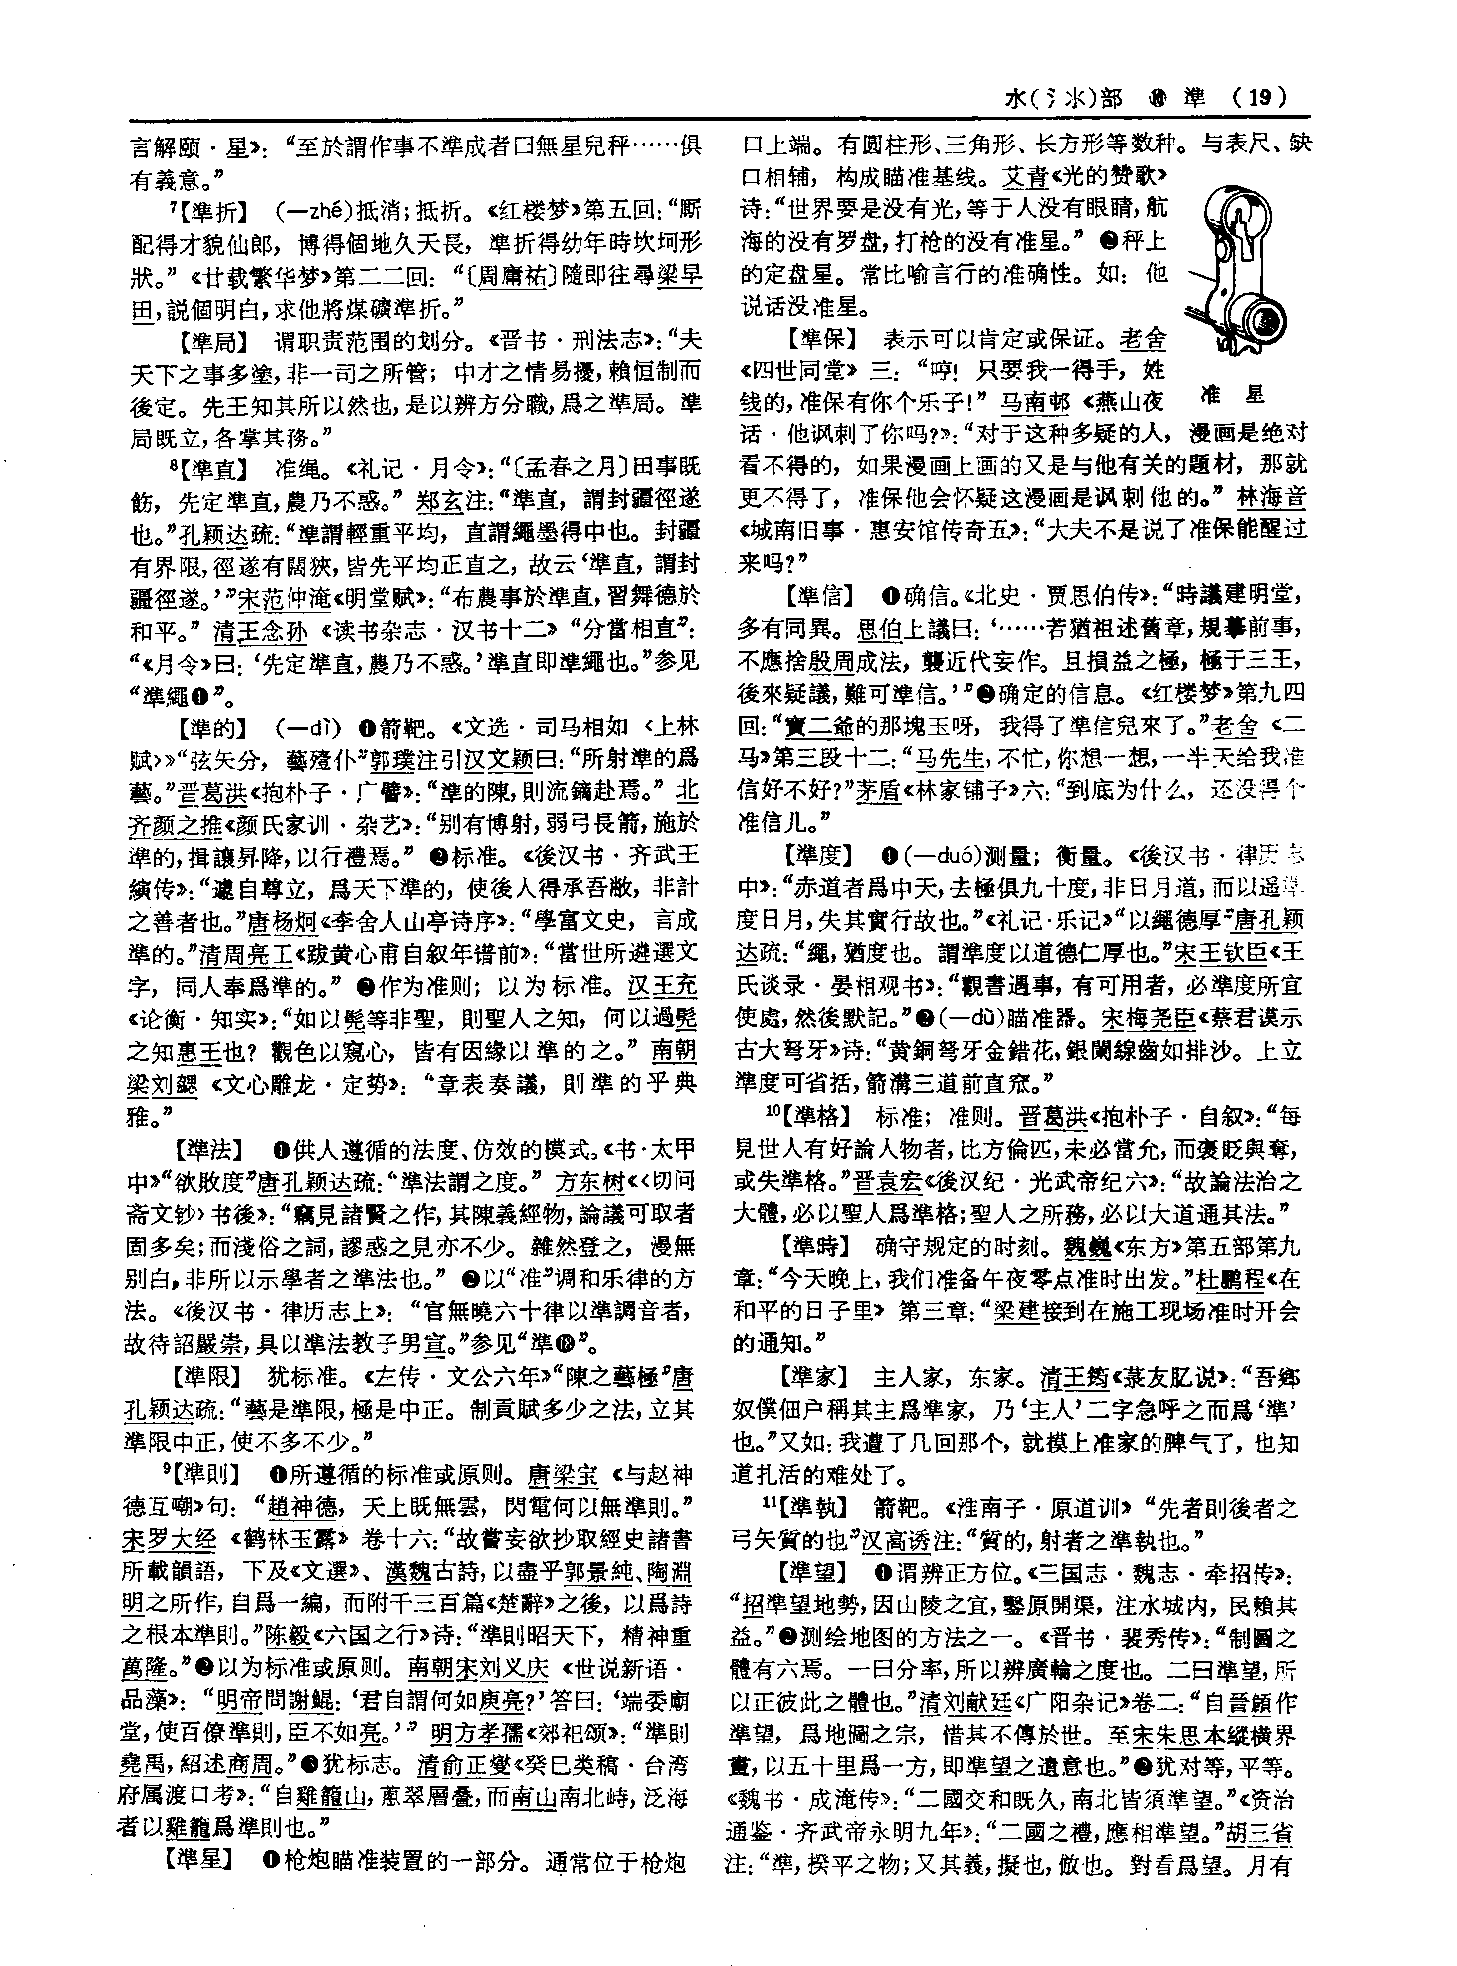 水(氵氺)部 ❿ 準 (19)
言解頤·星》：“至於謂作事不準成者曰無星兒秤……俱
有義意。”
⁷【準折】 (—zhé)抵消；抵折。《红楼梦》第五回：“厮
配得才貌仙郎，博得個地久天長，準折得幼年時坎坷形
狀。”《廿载繁华梦》第二二回：“〔周庸祐〕隨即往尋梁早
田，説個明白，求他將煤礦準折。”
【準局】 谓职责范围的划分。《晋书·刑法志》：“夫
天下之事多塗，非一司之所管；中才之情易擾，賴恒制而
後定。先王知其所以然也，是以辨方分職，爲之準局。準
局既立，各掌其務。”
⁸【準直】 准绳。《礼记·月令》：“〔孟春之月〕田事既
飭，先定準直，農乃不惑。”郑玄注：“準直，謂封疆徑遂
也。”孔颖达疏：“準謂輕重平均，直謂繩墨得中也。封疆
有界限，徑遂有闊狹，皆先平均正直之，故云‘準直，謂封
疆徑遂。’”宋范仲淹《明堂赋》：“布農事於準直，習舞德於
和平。”清王念孙《读书杂志·汉书十二》“分當相直”：
“《月令》曰：‘先定準直，農乃不惑。’準直即準繩也。”参见
“準繩❶”。
【準的】 (—dì) ❶箭靶。《文选·司马相如〈上林
赋〉》“弦矢分，藝殪仆”郭璞注引汉文颖曰：“所射準的爲
藝。”晋葛洪《抱朴子·广譬》：“準的陳，則流鏑赴焉。”北
齐颜之推《颜氏家训·杂艺》：“别有博射，弱弓長箭，施於
準的，揖讓昇降，以行禮焉。” ❷标准。《後汉书·齐武王
縯传》：“遽自尊立，爲天下準的，使後人得承吾敝，非計
之善者也。”唐杨炯《李舍人山亭诗序》：“學富文史，言成
準的。”清周亮工《跋黄心甫自叙年谱前》：“當世所遴選文
字，同人奉爲準的。” ❸作为准则；以为标准。汉王充
《论衡·知实》：“如以髡等非聖，則聖人之知，何以過髡
之知惠王也？觀色以窺心，皆有因緣以準的之。”南朝
梁刘勰《文心雕龙·定势》：“章表奏議，則準的乎典
雅。”
【準法】 ❶供人遵循的法度、仿效的模式。《书·太甲
中》“欲敗度”唐孔颖达疏：“準法謂之度。”方东树《〈切问
斋文钞〉书後》：“竊見諸賢之作，其陳義經物，論議可取者
固多矣；而淺俗之詞，謬惑之見亦不少。雜然登之，漫無
别白，非所以示學者之準法也。” ❷以“准”调和乐律的方
法。《後汉书·律历志上》：“官無曉六十律以準調音者，
故待詔嚴崇，具以準法教子男宣。”参见“準⓬”。
【準限】 犹标准。《左传·文公六年》“陳之藝極”唐
孔颖达疏：“藝是準限，極是中正。制貢賦多少之法，立其
準限中正，使不多不少。”
⁹【準則】 ❶所遵循的标准或原则。唐梁宝《与赵神
德互嘲》句：“趙神德，天上既無雲，閃電何以無準則。”
宋罗大经《鹤林玉露》卷十六：“故嘗妄欲抄取經史諸書
所載韻語，下及《文選》、漢魏古詩，以盡乎郭景純、陶淵
明之所作，自爲一編，而附于三百篇《楚辭》之後，以爲詩
之根本準則。”陈毅《六国之行》诗：“準則昭天下，精神重
萬隆。”❷以为标准或原则。南朝宋刘义庆《世说新语·
品藻》：“明帝問謝鯤：‘君自謂何如庾亮？’答曰：‘端委廟
堂，使百僚準則，臣不如亮。’”明方孝孺《郊祀颂》：“準則
堯禹，紹述商周。”❸犹标志。清俞正燮《癸巳类稿·台湾
府属渡口考》：“自雞籠山，葱翠層疊，而南山南北峙，泛海
者以雞籠爲準則也。”
【準星】 ❶枪炮瞄准装置的一部分。通常位于枪炮
口上端。有圆柱形、三角形、长方形等数种。与表尺、缺
口相辅，构成瞄准基线。艾青《光的赞歌》
诗：“世界要是没有光，等于人没有眼睛，航
海的没有罗盘，打枪的没有准星。” ❷秤上
的定盘星。常比喻言行的准确性。如：他
说话没准星。
【準保】 表示可以肯定或保证。老舍
《四世同堂》三：“哼！只要我一得手，姓
钱的，准保有你个乐子！”马南邨《燕山夜
准 星
话·他讽刺了你吗？》：“对于这种多疑的人，漫画是绝对
看不得的，如果漫画上画的又是与他有关的题材，那就
更不得了，准保他会怀疑这漫画是讽刺他的。”林海音
《城南旧事·惠安馆传奇五》：“大夫不是说了准保能醒过
来吗？”
【準信】 ❶确信。《北史·贾思伯传》：“時議建明堂，
多有同異。思伯上議曰：‘……若猶祖述舊章，規摹前事，
不應捨殷周成法，襲近代妄作。且損益之極，極于三王，
後來疑議，難可準信。’”❷确定的信息。《红楼梦》第九四
回：“寶二爺的那塊玉呀，我得了準信兒來了。”老舍《二
马》第三段十二：“马先生，不忙，你想一想，一半天给我准
信好不好？”茅盾《林家铺子》六：“到底为什么，还没得个
准信儿。”
【準度】 ❶(—duó)测量；衡量。《後汉书·律历志
中》：“赤道者爲中天，去極俱九十度，非日月道，而以遥準
度日月，失其實行故也。”《礼记·乐记》“以繩德厚”唐孔颖
达疏：“繩，猶度也。謂準度以道德仁厚也。”宋王钦臣《王
氏谈录·晏相观书》：“觀書遇事，有可用者，必準度所宜
使處，然後默記。”❷(—dù)瞄准器。宋梅尧臣《蔡君谟示
古大弩牙》诗：“黄銅弩牙金錯花，銀闌線齒如排沙。上立
準度可省括，箭溝三道前直窊。”
¹⁰【準格】 标准；准则。晋葛洪《抱朴子·自叙》：“每
見世人有好論人物者，比方倫匹，未必當允，而褒貶與奪，
或失準格。”晋袁宏《後汉纪·光武帝纪六》：“故論法治之
大體，必以聖人爲準格；聖人之所務，必以大道通其法。”
【準時】 确守规定的时刻。魏巍《东方》第五部第九
章：“今天晚上，我们准备午夜零点准时出发。”杜鹏程《在
和平的日子里》第三章：“梁建接到在施工现场准时开会
的通知。”
【準家】 主人家，东家。清王筠《菉友肊说》：“吾鄉
奴僕佃户稱其主爲準家，乃‘主人’二字急呼之而爲‘準’
也。”又如：我遭了几回那个，就摸上准家的脾气了，也知
道扎活的难处了。
¹¹【準執】 箭靶。《淮南子·原道训》“先者則後者之
弓矢質的也”汉高诱注：“質的，射者之準執也。”
【準望】 ❶谓辨正方位。《三国志·魏志·牵招传》：
“招準望地勢，因山陵之宜，鑿原開渠，注水城内，民賴其
益。”❷测绘地图的方法之一。《晋书·裴秀传》：“制圖之
體有六焉。一曰分率，所以辨廣輪之度也。二曰準望，所
以正彼此之體也。”清刘献廷《广阳杂记》卷二：“自晉顧作
準望，爲地圖之宗，惜其不傳於世。至宋朱思本縱横界
畫，以五十里爲一方，即準望之遺意也。”❸犹对等，平等。
《魏书·成淹传》：“二國交和既久，南北皆須準望。”《资治
通鉴·齐武帝永明九年》：“二國之禮，應相準望。”胡三省
注：“準，揆平之物；又其義，擬也，倣也。對看爲望。月有